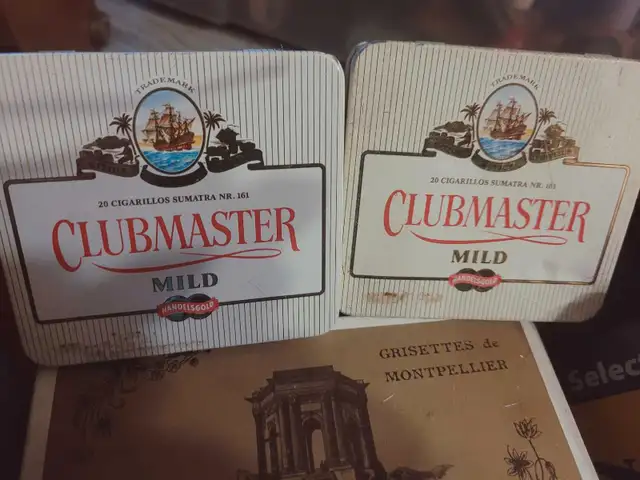 TRADEMARK
20 CIGARILLOS SUMATRA NR. 161
CLUBMASTER
MILD
HANDELSGOLD
TRADEMARK
20 CIGARILLOS SUMATRA NR. 161
CLUBMASTER
MILD
HANDELSGOLD
GRISETTES de
MONTPELLIER
Selec